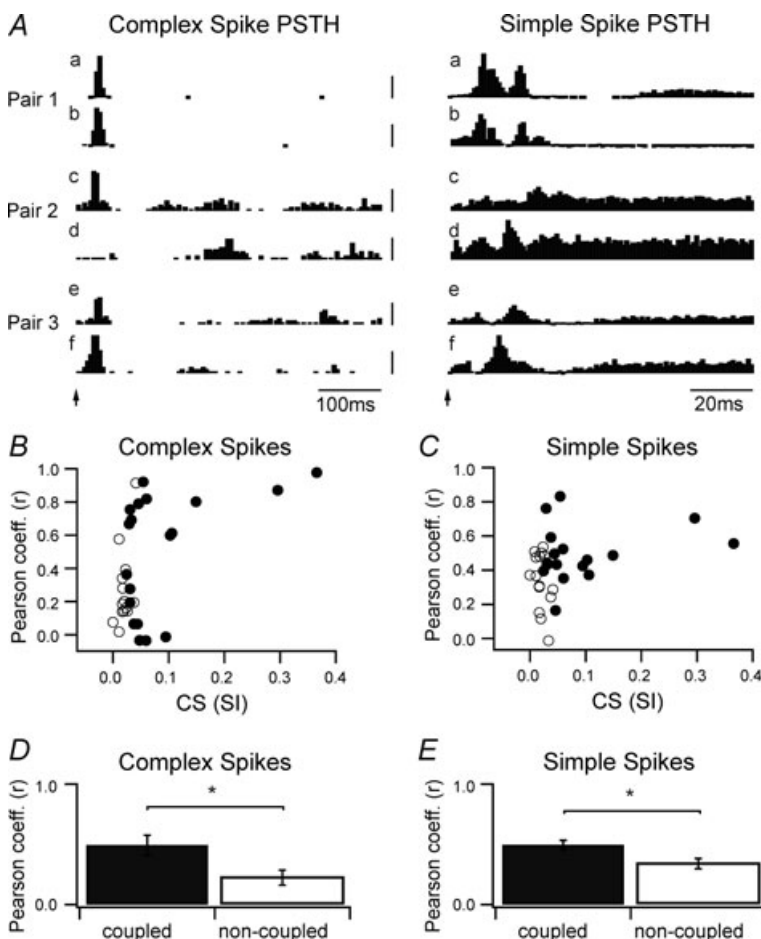 A Complex Spike PSTH Simple Spike PSTH
a a
Pair 1
b b
c c
Pair 2
d d
e e
Pair 3
f f
100ms 20ms
B Complex Spikes
Pearson coeff. (r)
1.0
0.8
0.6
0.4
0.2
0.0
0.0 0.1 0.2 0.3 0.4
CS (SI)
C Simple Spikes
Pearson coeff. (r)
1.0
0.8
0.6
0.4
0.2
0.0
0.0 0.1 0.2 0.3 0.4
CS (SI)
D Complex Spikes
Pearson coeff. (r)
1.0
*
0.0
coupled non-coupled
E Simple Spikes
Pearson coeff. (r)
1.0
*
0.0
coupled non-coupled